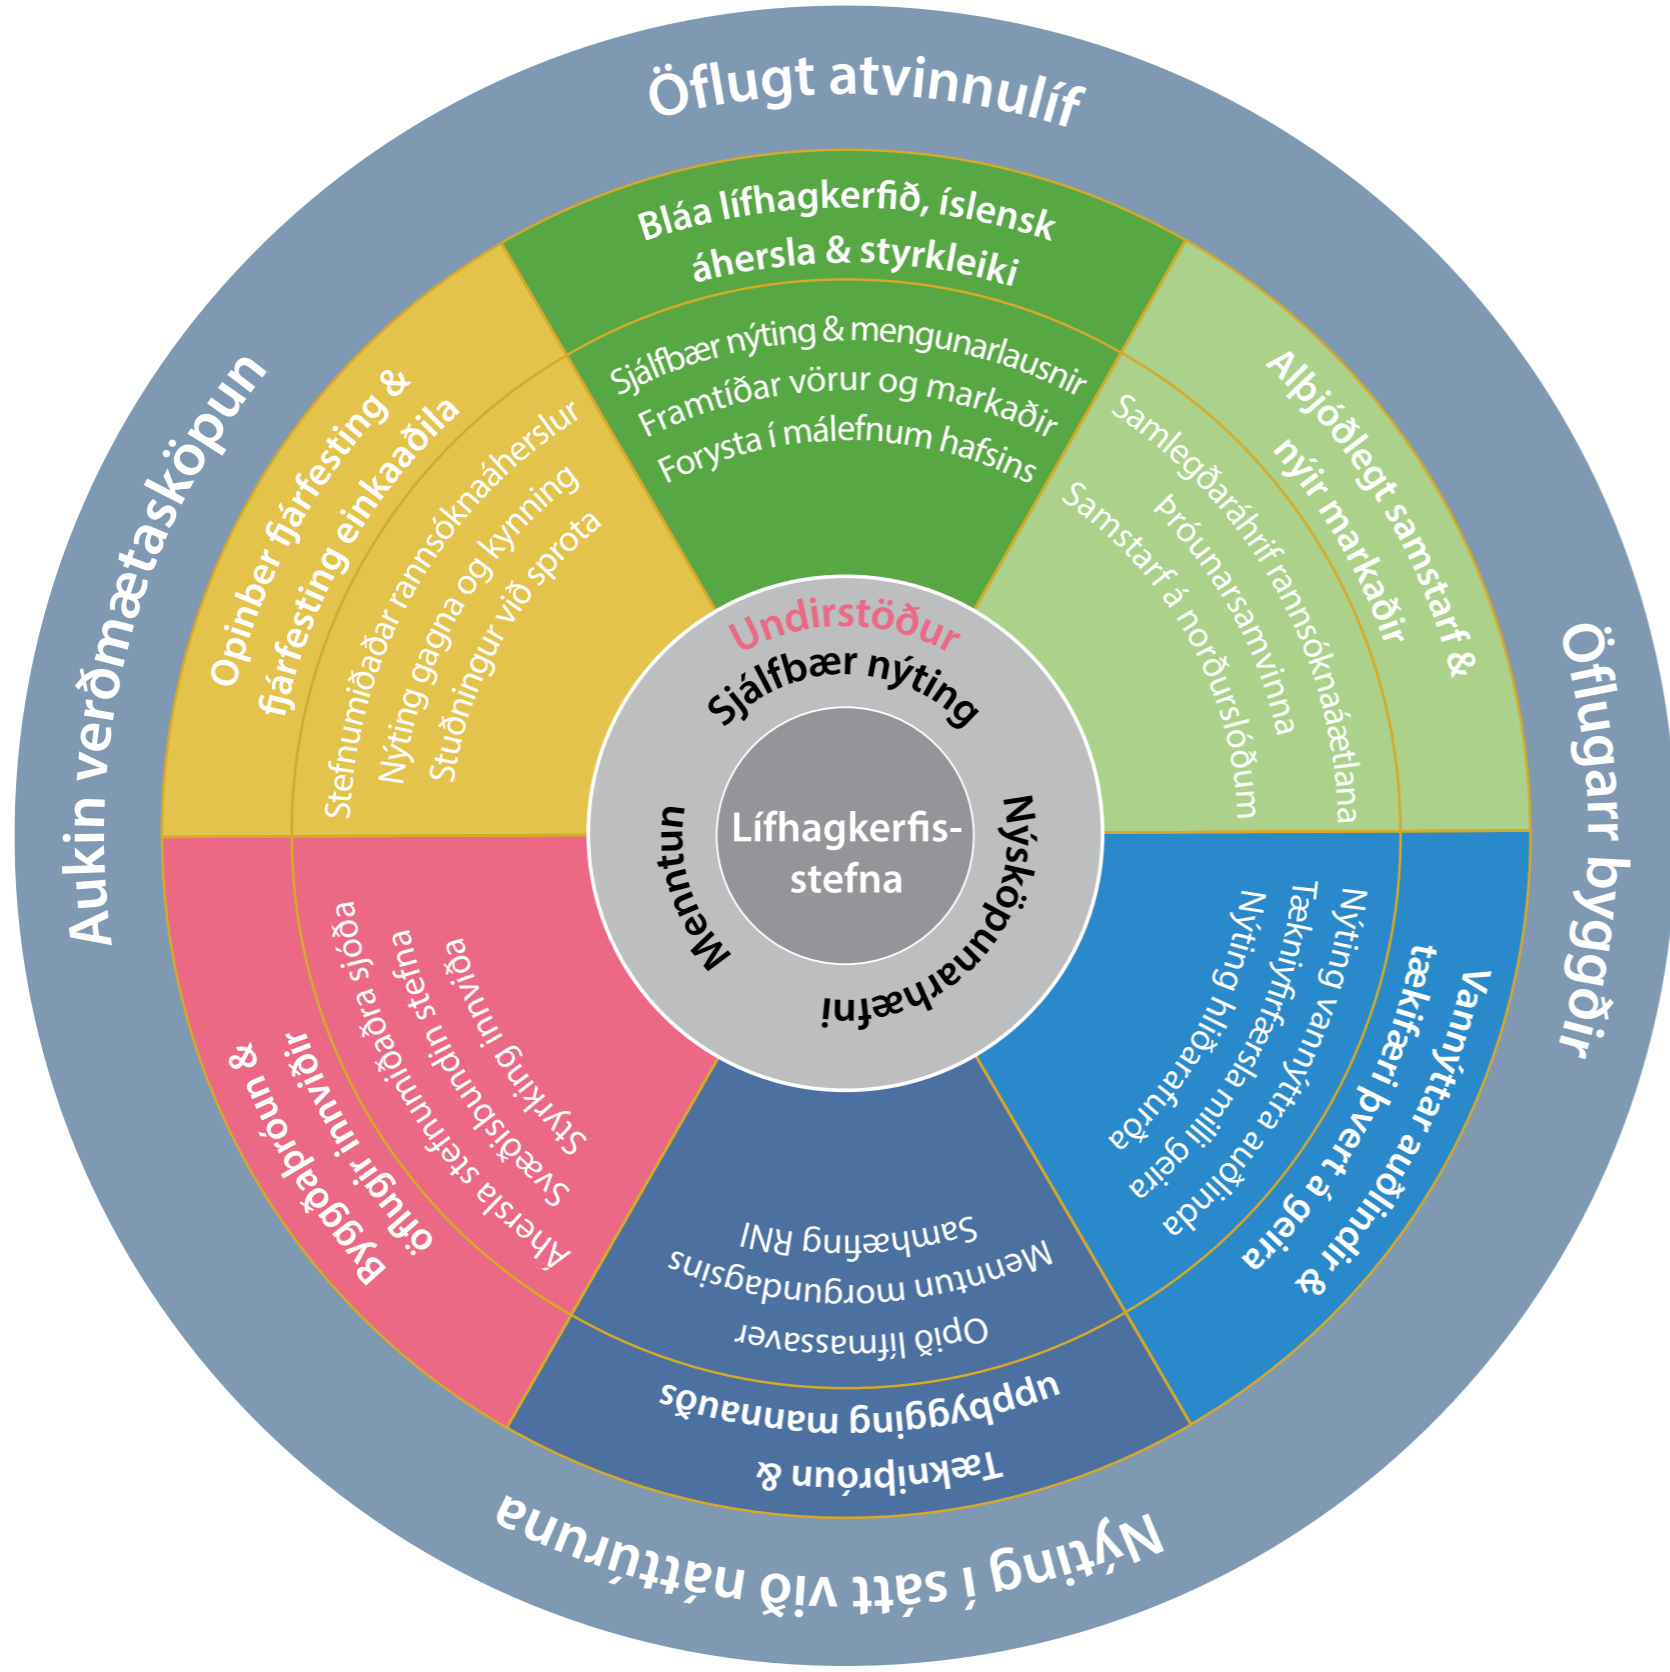 Öflugt atvinnulíf
Öflugarr byggðir
Nýting í sátt við náttúruna
Aukin verðmætasköpun
Bláa lífhagkerfið, íslensk
áhersla & styrkleiki
Sjálfbær nýting & mengunarlausnir
Framtíðar vörur og markaðir
Forysta í málefnum hafsins
Alþjóðlegt samstarf &
nýir markaðir
Samlegðaráhrif rannsóknaáætlana
Þróunarsamvinna
Samstarf á norðurslóðum
Vannýttar auðlindir &
tækifæri þvert á geira
Nýting vannýttra auðlinda
Tækniyfirfærsla milli geira
Nýting hliðarafurða
Tækniþróun &
uppbygging mannauðs
Opið lífmassaver
Menntun morgundagsins
Samhæfing RNI
Byggðaþróun &
öflugir innviðir
Áhersla stefnumiðaðra sjóða
Svæðisbundin stefna
Styrking innviða
Opinber fjárfesting &
fjárfesting einkaaðila
Stefnumiðaðar rannsóknaáherslur
Nýting gagna og kynning
Stuðningur við sprota
Undirstöður
Sjálfbær nýting
Nýsköpunarhæfni
Menntun
Lífhagkerfis-
stefna